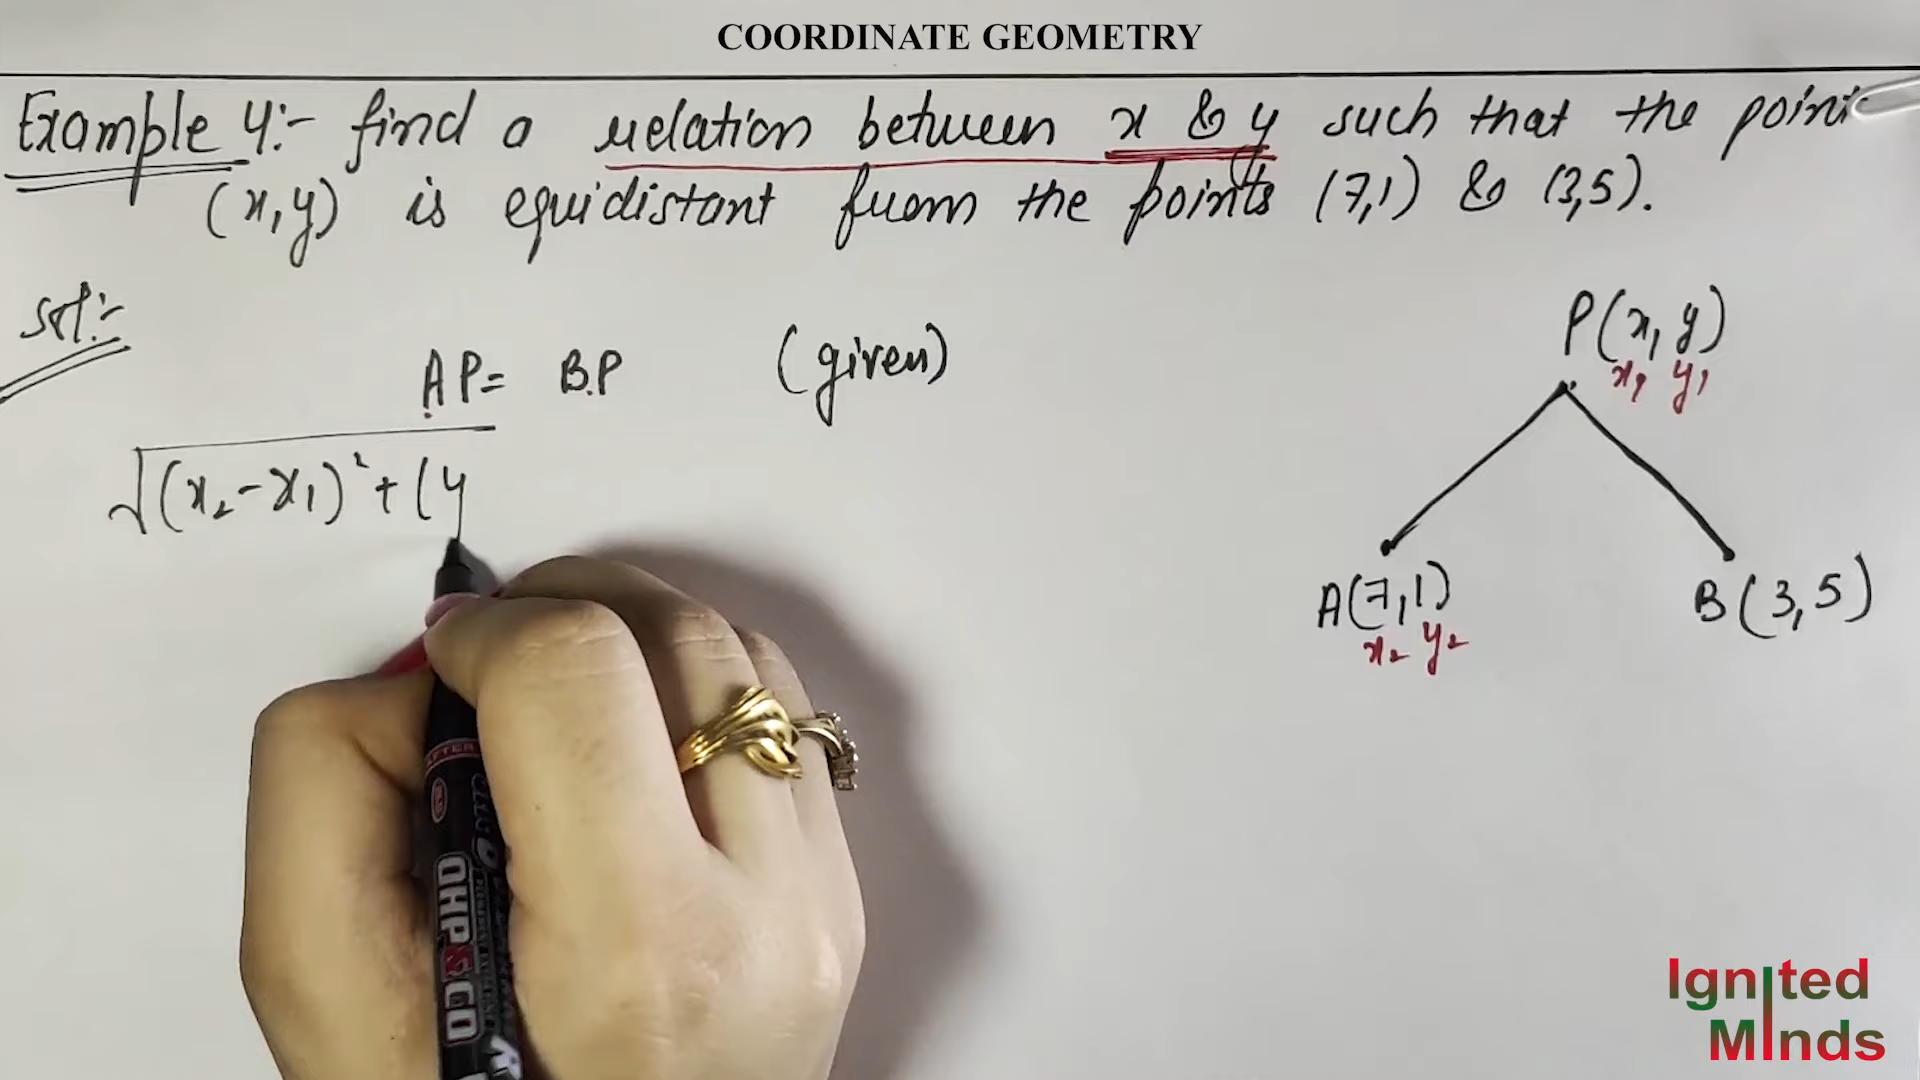 COORDINATE GEOMETRY
Example 4:- find a relation between x & y such that the point
(x,y) is equidistant from the points (7,1) & (3,5).
Sol:-
AP = BP (given)
√(x₂-x₁)² + (y
P(x, y)
x₁ y₁
A(7,1)
x₂ y₂
B(3,5)
AFTER
OHP
CO
Ignited
Minds